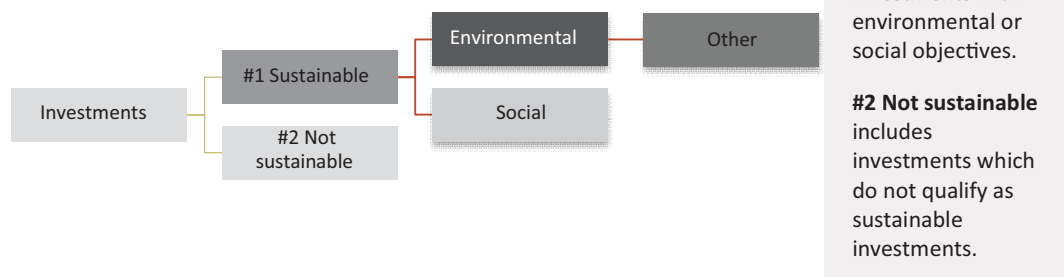 Investments
#1 Sustainable
#2 Not
sustainable
Environmental
Social
Other
environmental or
social objectives.
#2 Not sustainable
includes
investments which
do not qualify as
sustainable
investments.